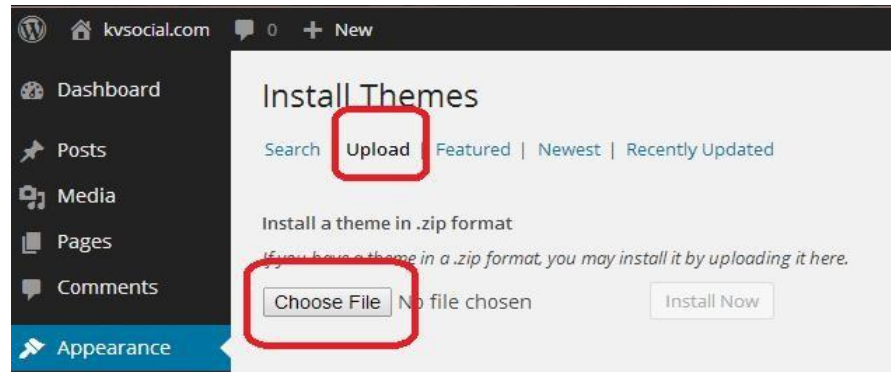 kvsocial.com 0 + New
Dashboard
Posts
Media
Pages
Comments
Appearance
Install Themes
Search Upload | Featured | Newest | Recently Updated
Install a theme in .zip format
If you have a theme in a .zip format, you may install it by uploading it here.
Choose File No file chosen Install Now